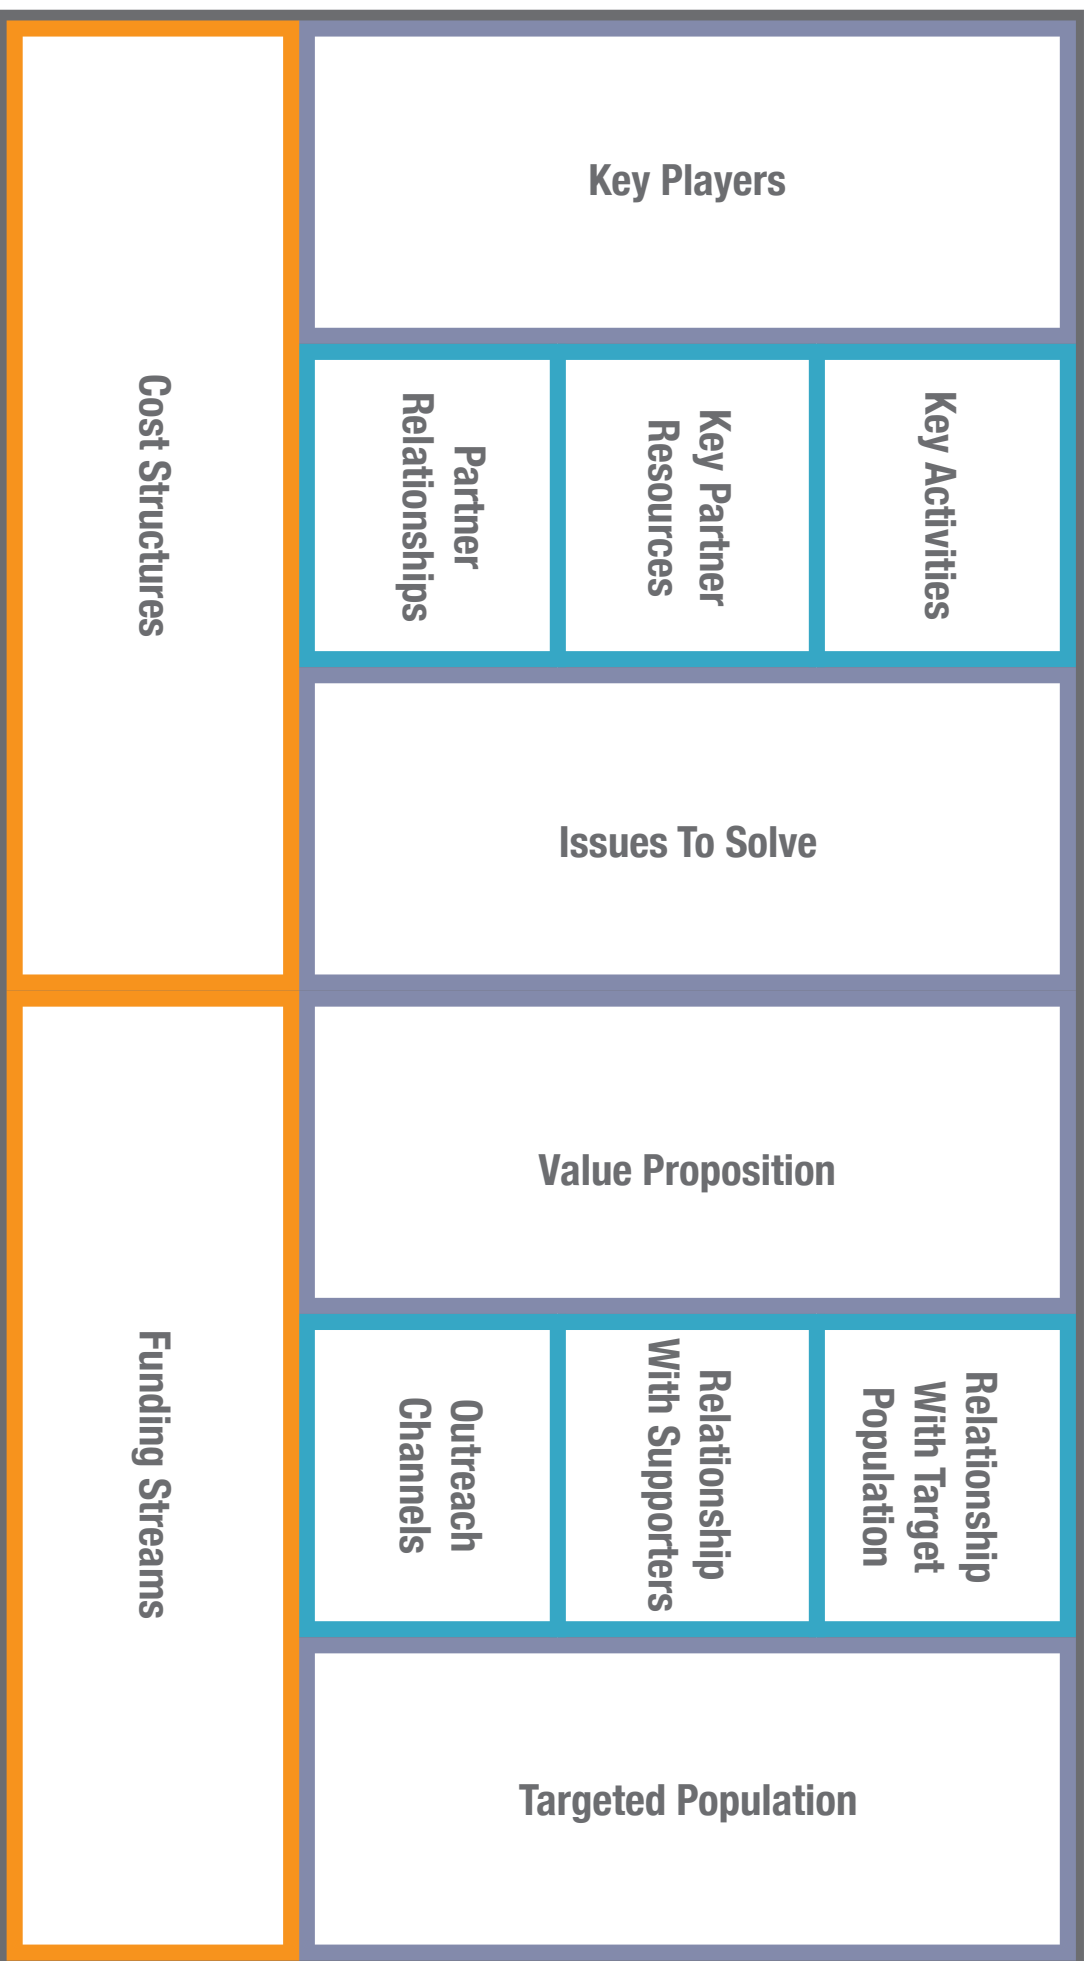 Key Players
Key Activities
Key Partner
Resources
Partner
Relationships
Issues To Solve
Value Proposition
Relationship
With Target
Population
Relationship
With Supporters
Outreach
Channels
Targeted Population
Cost Structures
Funding Streams